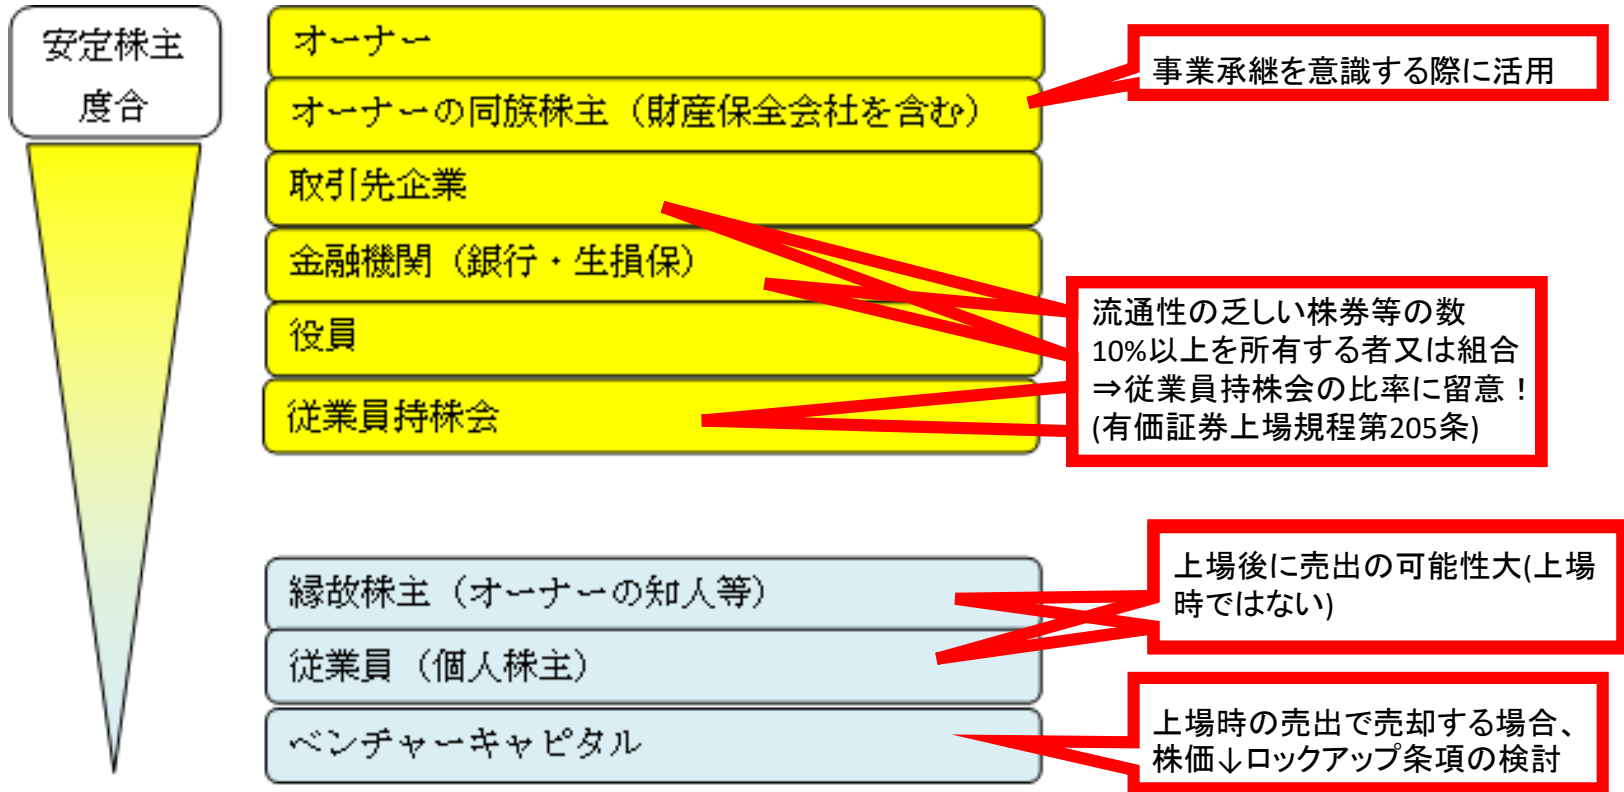 安定株主
度合
オーナー
オーナーの同族株主（財産保全会社を含む）
事業承継を意識する際に活用
取引先企業
金融機関（銀行・生損保）
役員
従業員持株会
流通性の乏しい株券等の数
10%以上を所有する者又は組合
⇒従業員持株会の比率に留意！
(有価証券上場規程第205条)
縁故株主（オーナーの知人等）
従業員（個人株主）
上場後に売出の可能性大(上場
時ではない)
ベンチャーキャピタル
上場時の売出で売却する場合、
株価↓ロックアップ条項の検討